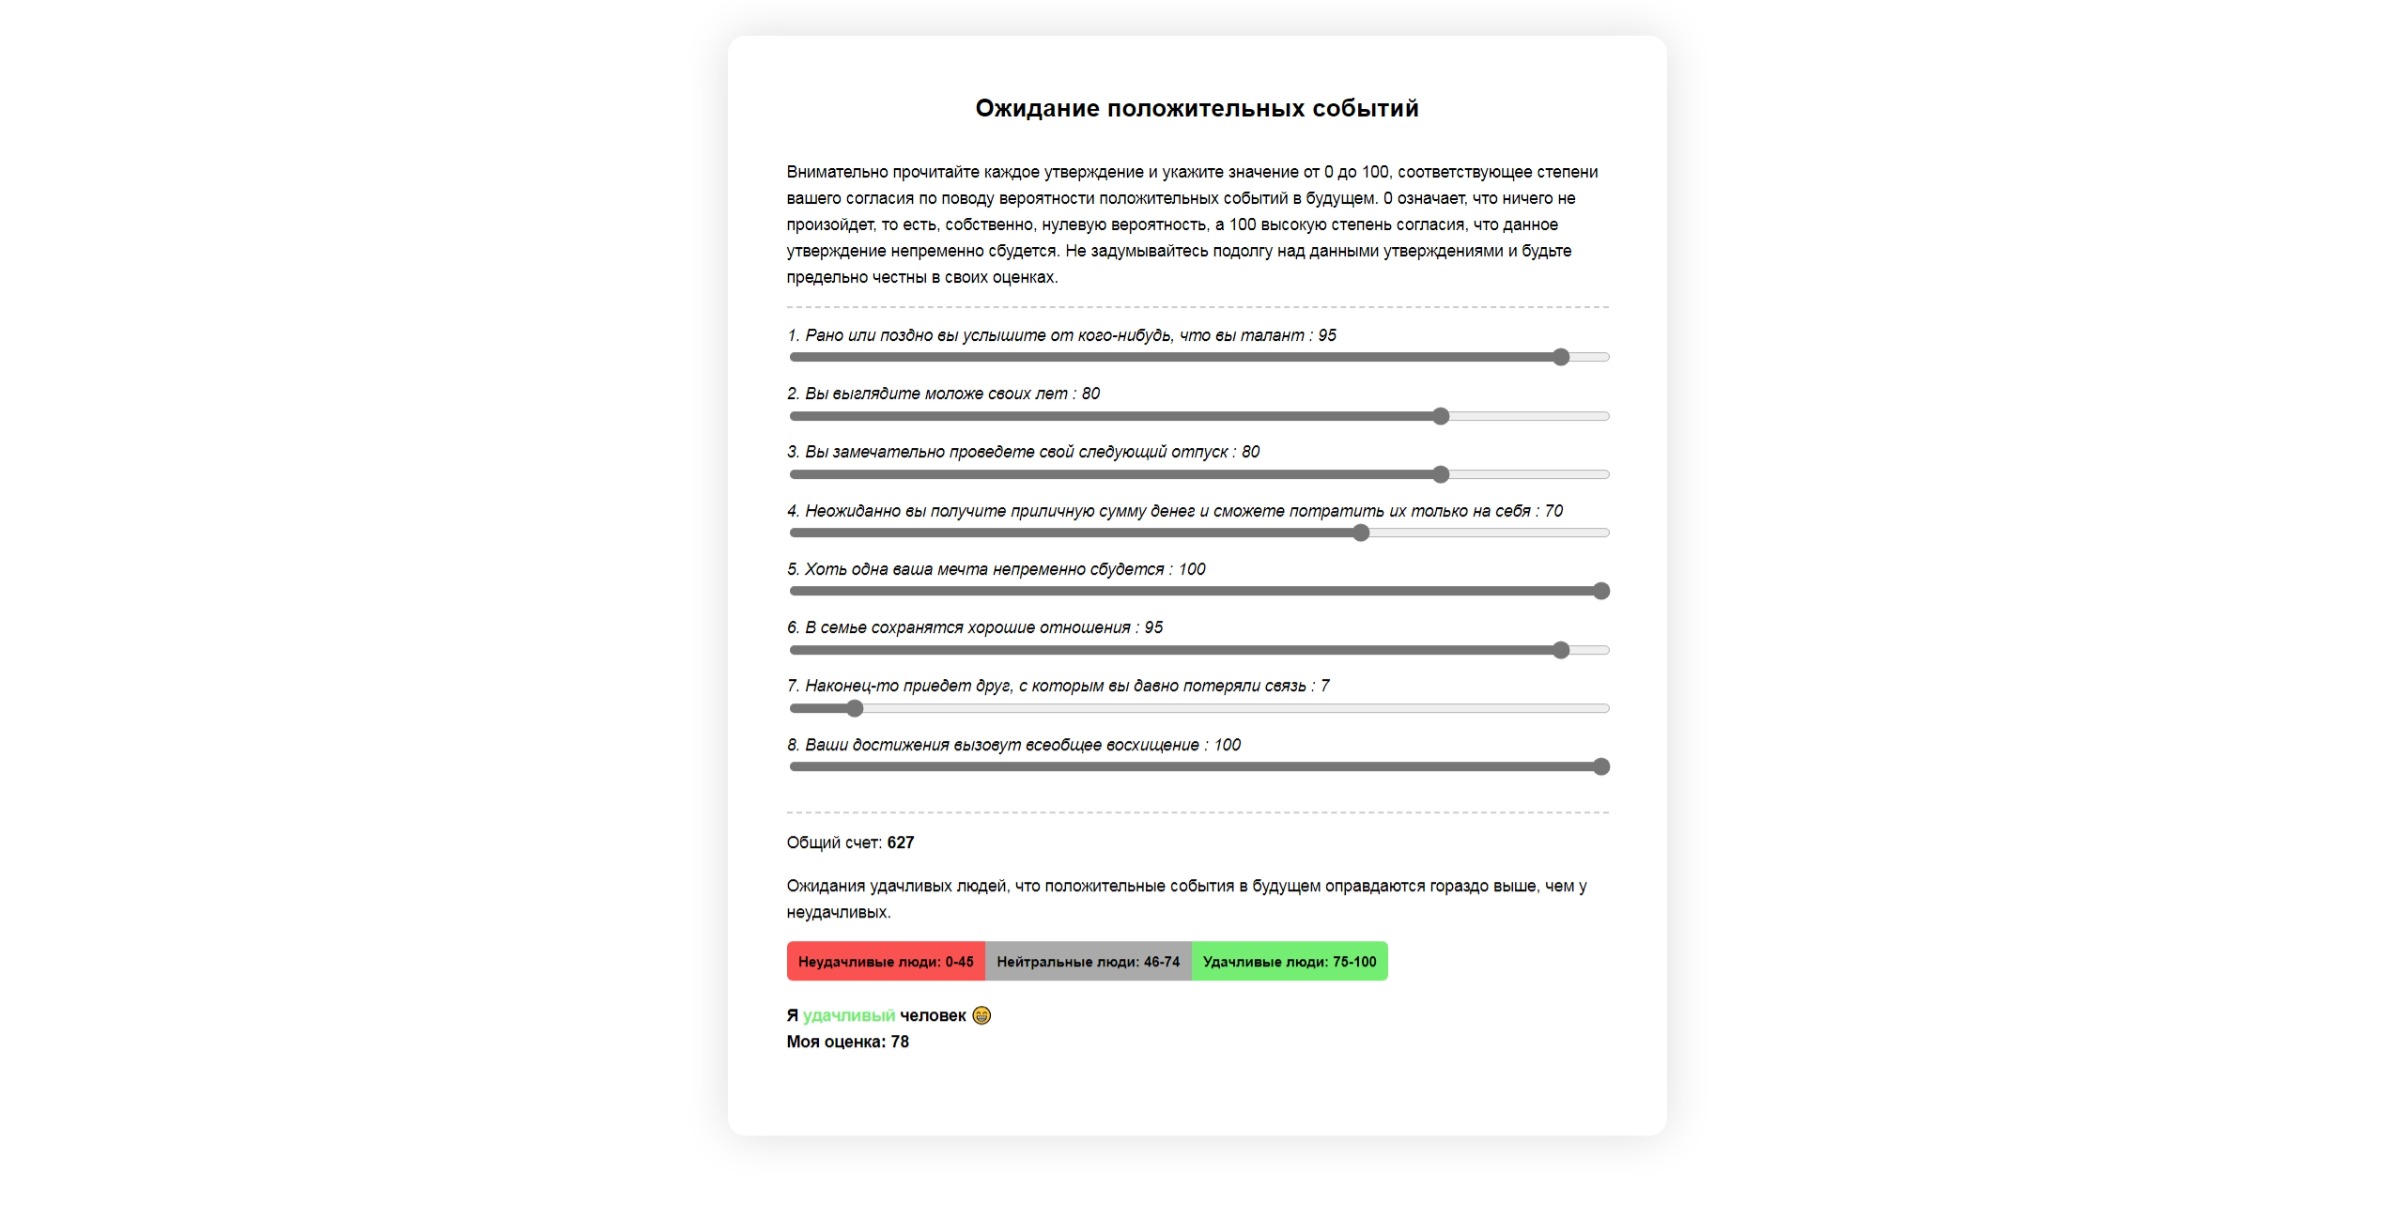 Ожидание положительных событий
Внимательно прочитайте каждое утверждение и укажите значение от 0 до 100, соответствующее степени
вашего согласия по поводу вероятности положительных событий в будущем. 0 означает, что ничего не
произойдет, то есть, собственно, нулевую вероятность, а 100 высокую степень согласия, что данное
утверждение непременно сбудется. Не задумывайтесь подолгу над данными утверждениями и будьте
предельно честны в своих оценках.
1. Рано или поздно вы услышите от кого-нибудь, что вы талант : 95
2. Вы выглядите моложе своих лет : 80
3. Вы замечательно проведете свой следующий отпуск : 80
4. Неожиданно вы получите приличную сумму денег и сможете потратить их только на себя : 70
5. Хоть одна ваша мечта непременно сбудется : 100
6. В семье сохранятся хорошие отношения : 95
7. Наконец-то приедет друг, с которым вы давно потеряли связь : 7
8. Ваши достижения вызовут всеобщее восхищение : 100
Общий счет: 627
Ожидания удачливых людей, что положительные события в будущем оправдаются гораздо выше, чем у
неудачливых.
Неудачливые люди: 0-45 Нейтральные люди: 46-74 Удачливые люди: 75-100
Я удачливый человек 😁
Моя оценка: 78